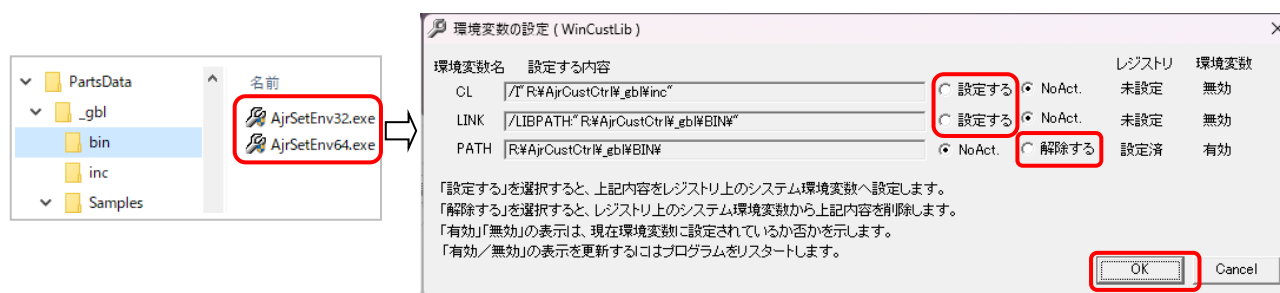 PartsData
_gbl
bin
inc
Samples
名前
AjrSetEnv32.exe
AjrSetEnv64.exe
環境変数の設定 ( WinCustLib )
環境変数名 設定する内容 レジストリ 環境変数
CL /I"R:¥AjrCustCtrl¥_gbl¥inc" 設定する NoAct. 未設定 無効
LINK /LIBPATH:"R:¥AjrCustCtrl¥_gbl¥BIN¥" 設定する NoAct. 未設定 無効
PATH R:¥AjrCustCtrl¥_gbl¥BIN¥ NoAct. 解除する 設定済 有効
「設定する」を選択すると、上記内容をレジストリ上のシステム環境変数へ設定します。
「解除する」を選択すると、レジストリ上のシステム環境変数から上記内容を削除します。
「有効」「無効」の表示は、現在環境変数に設定されているか否かを示します。
「有効／無効」の表示を更新するにはプログラムをリスタートします。
OK Cancel